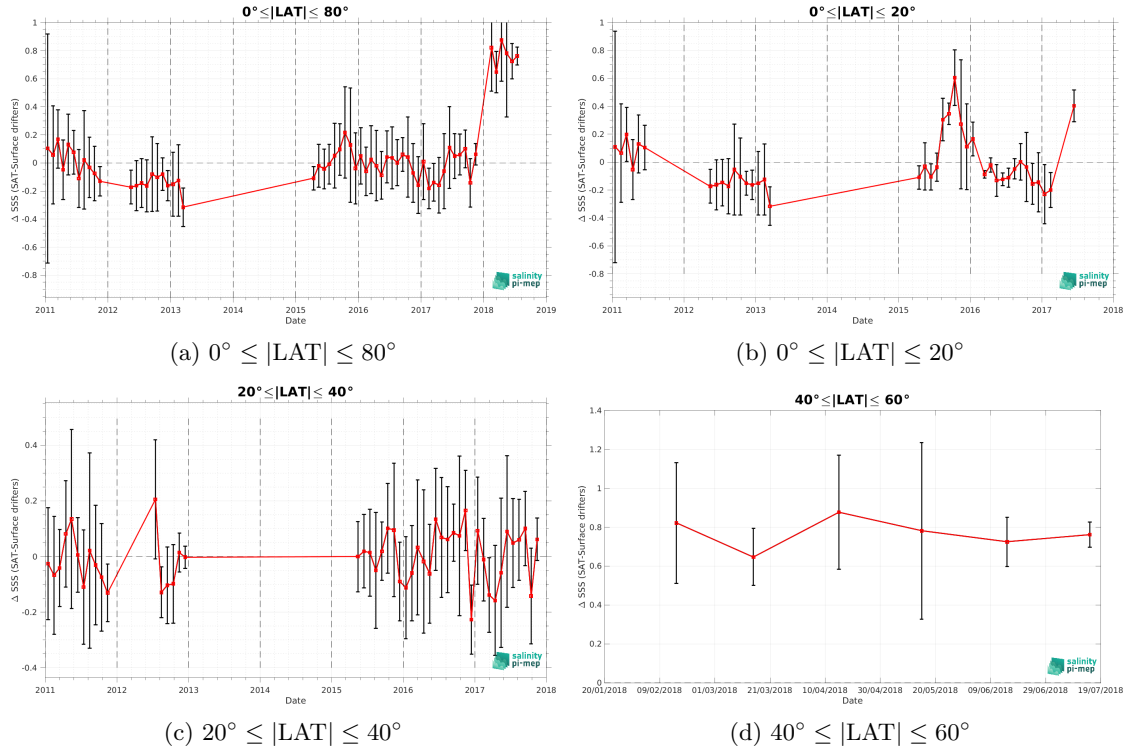 0°≤|LAT|≤ 80°
Δ SSS (SAT-Surface drifters)
1
0.8
0.6
0.4
0.2
0
-0.2
-0.4
-0.6
-0.8
2011 2012 2013 2014 2015 2016 2017 2018 2019
Date
salinity
pi-mep
(a) 0° ≤ |LAT| ≤ 80°
0°≤|LAT|≤ 20°
Δ SSS (SAT-Surface drifters)
1
0.8
0.6
0.4
0.2
0
-0.2
-0.4
-0.6
-0.8
2011 2012 2013 2014 2015 2016 2017 2018
Date
salinity
pi-mep
(b) 0° ≤ |LAT| ≤ 20°
20°≤|LAT|≤ 40°
Δ SSS (SAT-Surface drifters)
0.4
0.2
0
-0.2
-0.4
2011 2012 2013 2014 2015 2016 2017 2018
Date
salinity
pi-mep
(c) 20° ≤ |LAT| ≤ 40°
40°≤|LAT|≤ 60°
Δ SSS (SAT-Surface drifters)
1.4
1.2
1
0.8
0.6
0.4
0.2
0
20/01/2018 09/02/2018 01/03/2018 21/03/2018 10/04/2018 30/04/2018 20/05/2018 09/06/2018 29/06/2018 19/07/2018
Date
salinity
pi-mep
(d) 40° ≤ |LAT| ≤ 60°